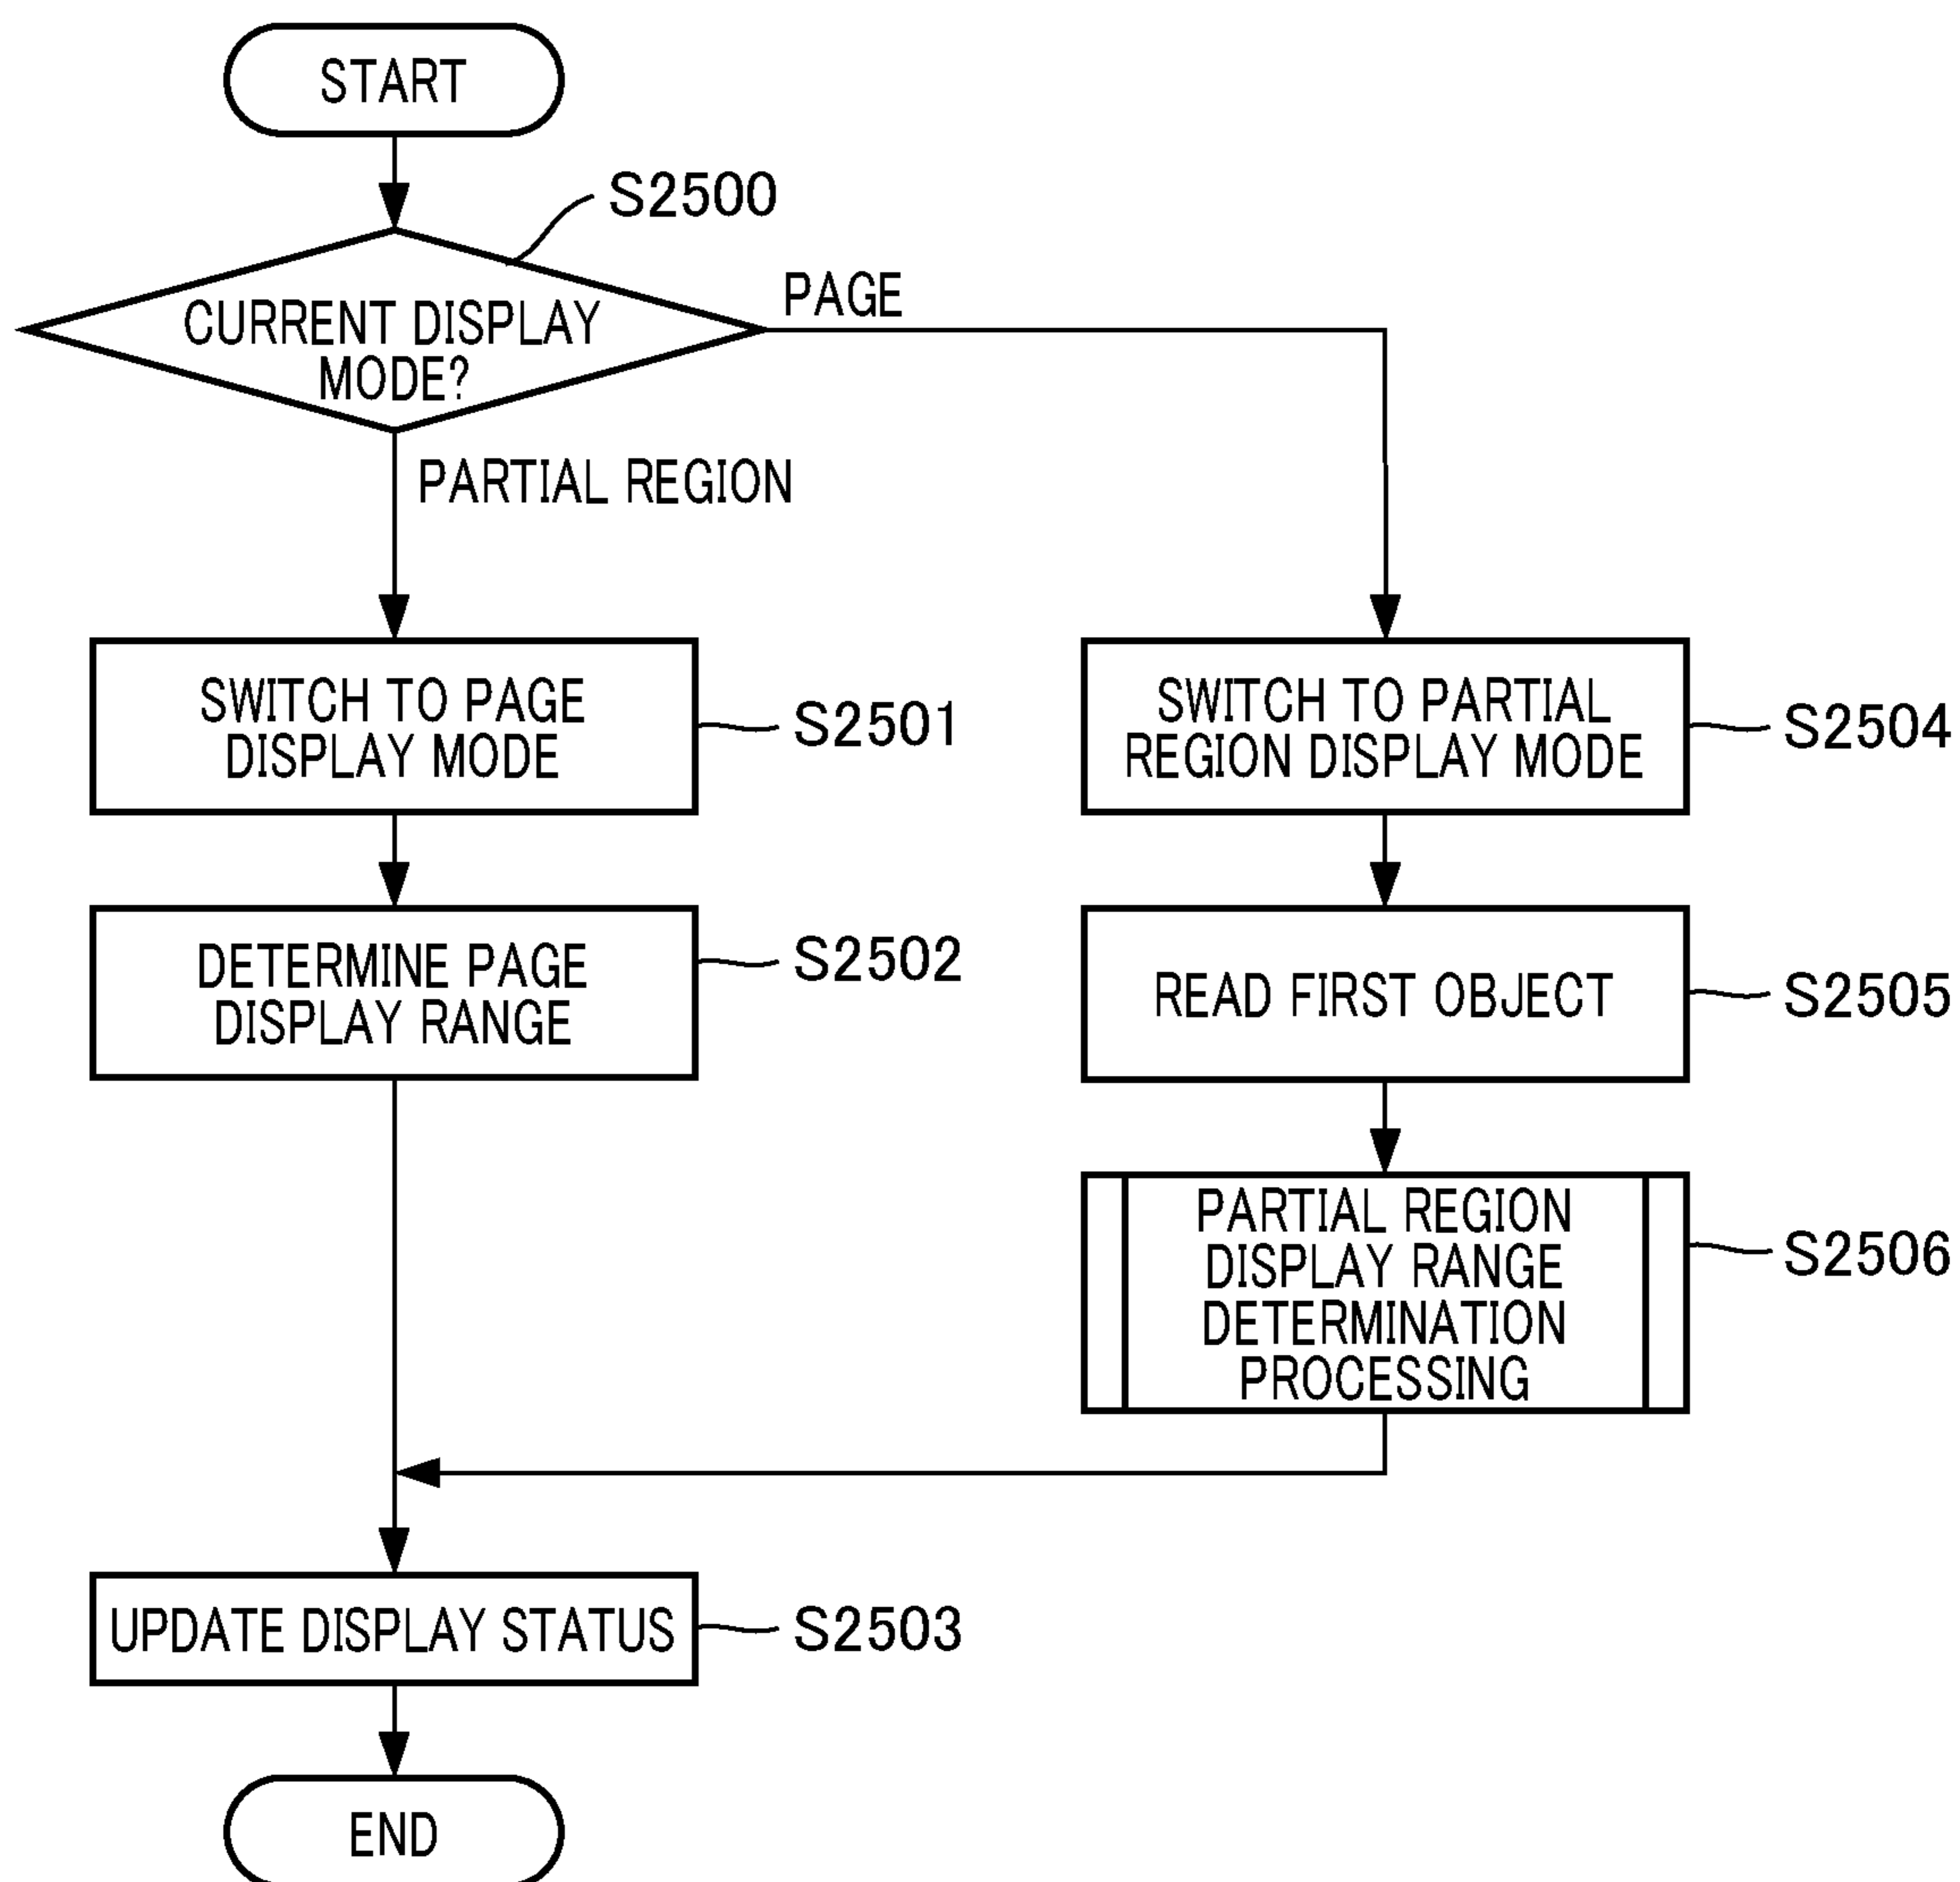 START
S2500
CURRENT DISPLAY
MODE?
PAGE
PARTIAL REGION
SWITCH TO PAGE
DISPLAY MODE
S2501
SWITCH TO PARTIAL
REGION DISPLAY MODE
S2504
DETERMINE PAGE
DISPLAY RANGE
S2502
READ FIRST OBJECT
S2505
PARTIAL REGION
DISPLAY RANGE
DETERMINATION
PROCESSING
S2506
UPDATE DISPLAY STATUS
S2503
END